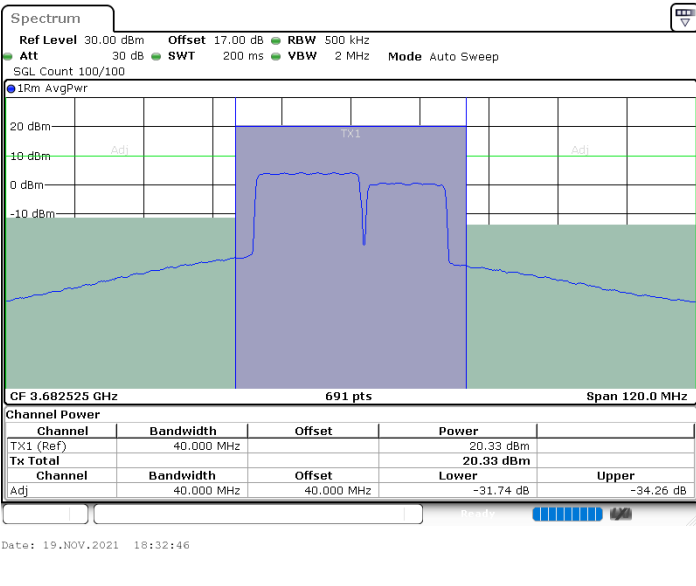 Spectrum
Ref Level 30.00 dBm Offset 17.00 dB RBW 500 kHz
Att 30 dB SWT 200 ms VBW 2 MHz Mode Auto Sweep
SGL Count 100/100
1Rm AvgPwr
20 dBm
TX1
Adj Adj
10 dBm
0 dBm
-10 dBm
CF 3.682525 GHz 691 pts Span 120.0 MHz
Channel Power
Channel Bandwidth Offset Power
TX1 (Ref) 40.000 MHz 20.33 dBm
Tx Total 20.33 dBm
Channel Bandwidth Offset Lower Upper
Adj 40.000 MHz 40.000 MHz -31.74 dB -34.26 dB
Ready
Date: 19.NOV.2021 18:32:46